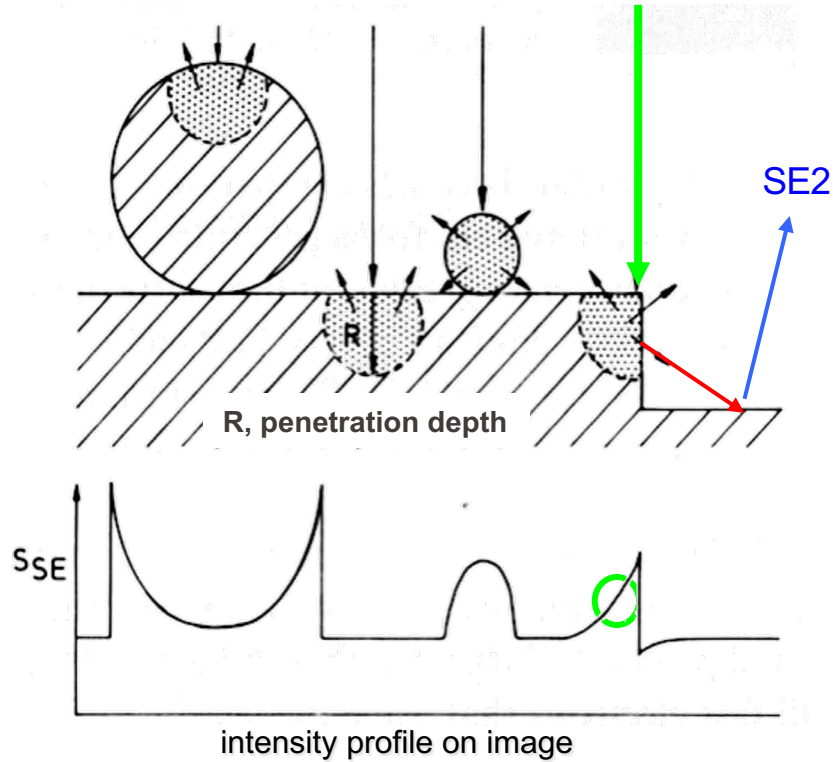 SE2
R
R, penetration depth
SSE
intensity profile on image